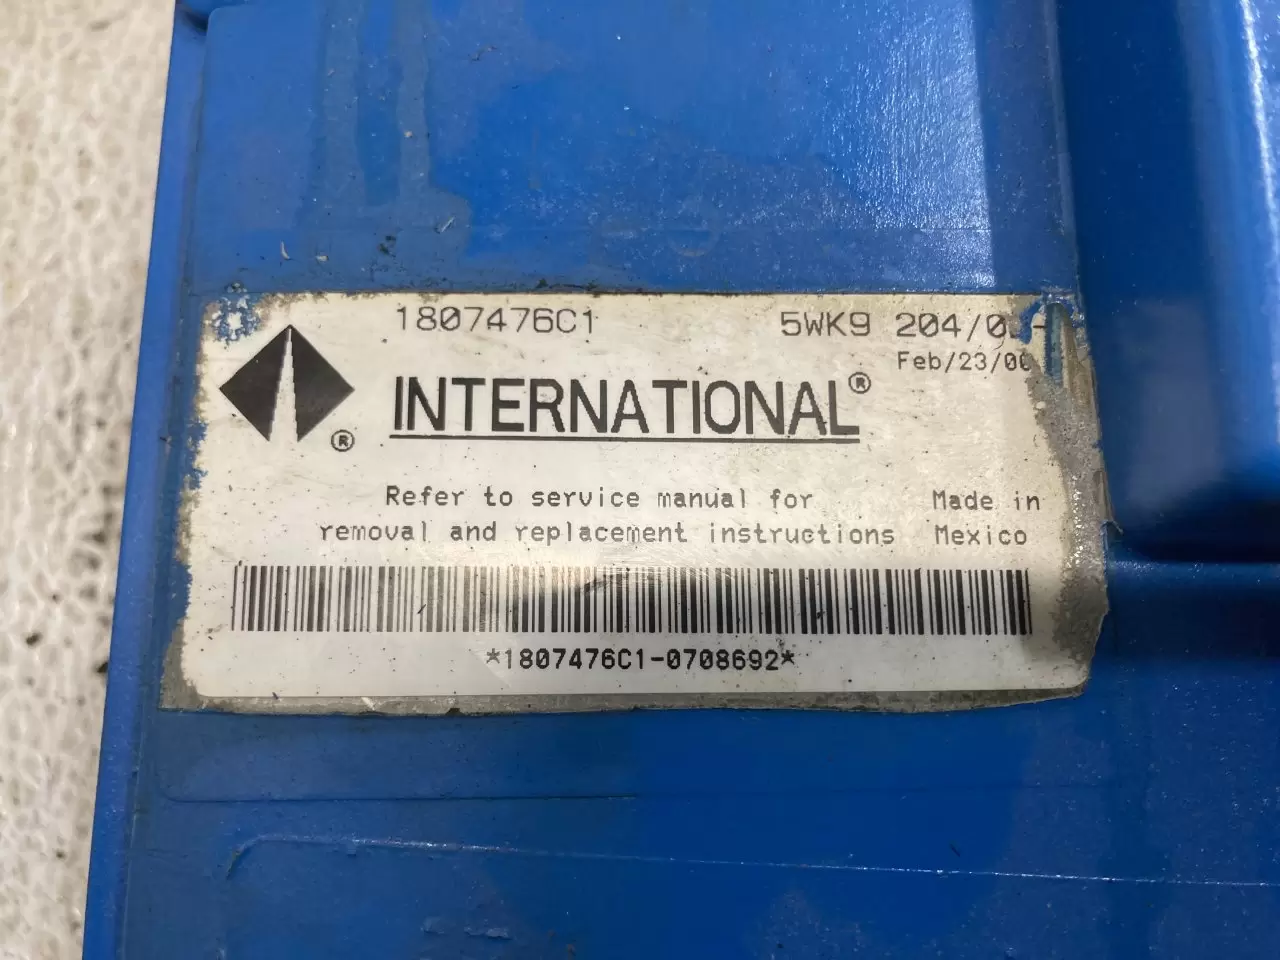 1807476C1
5WK9 204/0
Feb/23/00
INTERNATIONAL®
®
Refer to service manual for
removal and replacement instructions
Made in
Mexico
*1807476C1-0708692*